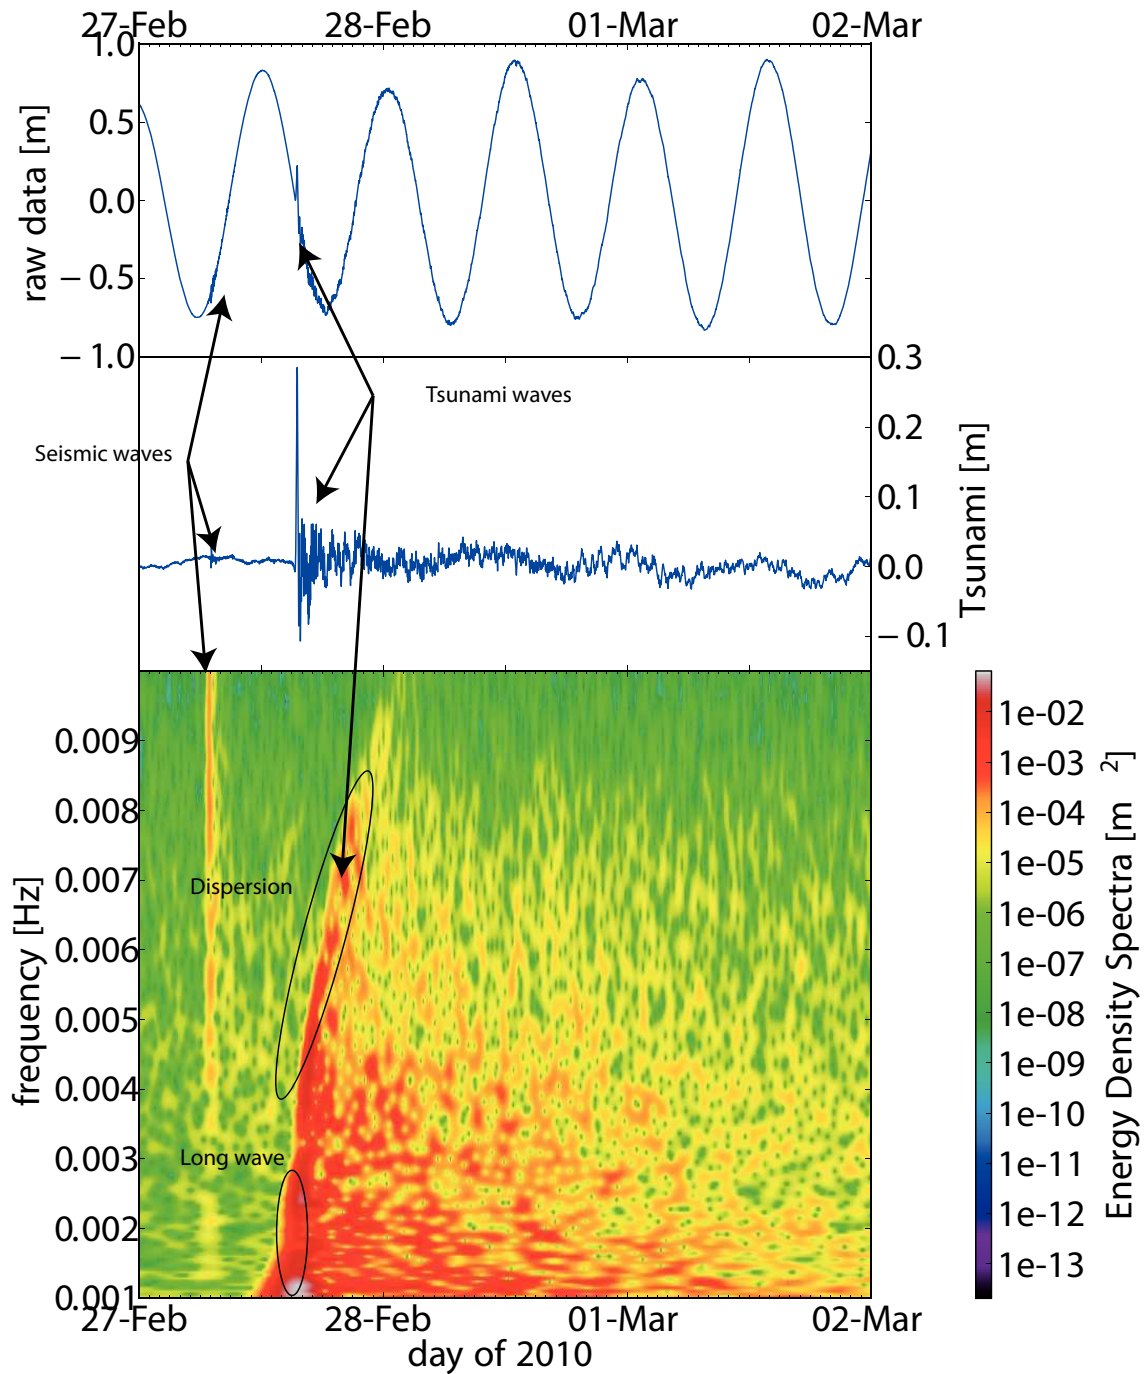 27-Feb 28-Feb 01-Mar 02-Mar
1.0
0.5
0.0
−0.5
−1.0
raw data [m]
0.3
0.2
0.1
0.0
−0.1
Tsunami [m]
Tsunami waves
Seismic waves
0.009
0.008
0.007
0.006
0.005
0.004
0.003
0.002
0.001
frequency [Hz]
Dispersion
Long wave
27-Feb 28-Feb 01-Mar 02-Mar
day of 2010
1e-02
1e-03
1e-04
1e-05
1e-06
1e-07
1e-08
1e-09
1e-10
1e-11
1e-12
1e-13
Energy Density Spectra [m 2]